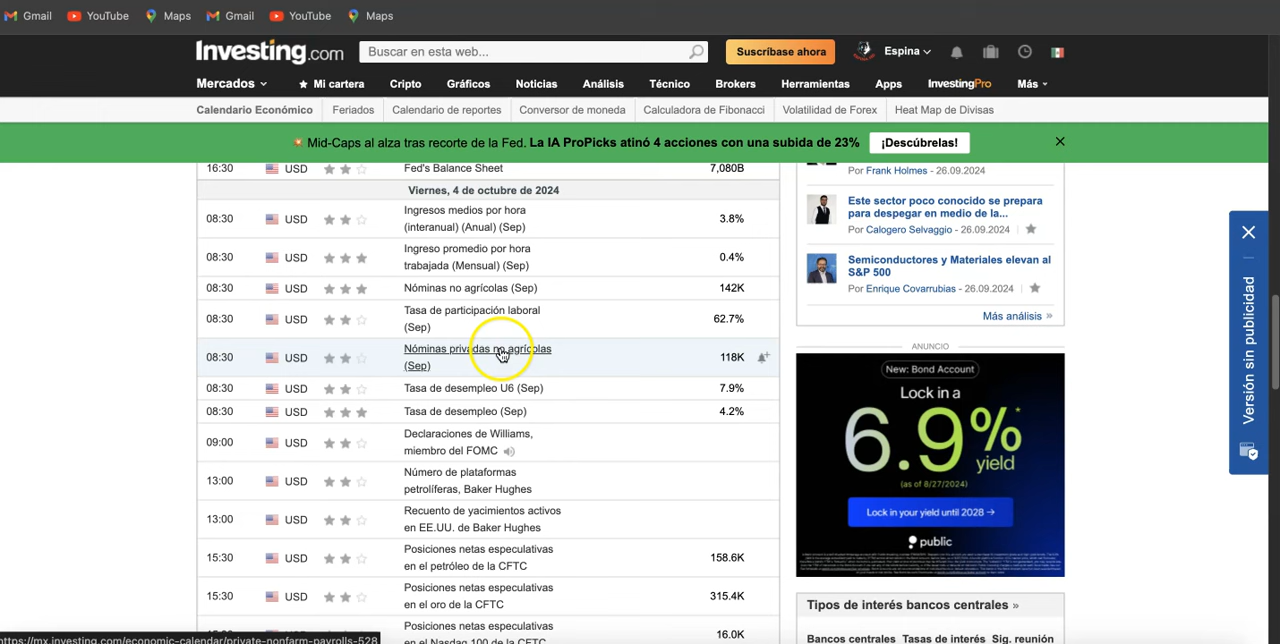 Gmail YouTube Maps Gmail YouTube Maps
Investing.com Buscar en esta web... Suscríbase ahora Espina
Mercados Mi cartera Cripto Gráficos Noticias Análisis Técnico Brokers Herramientas Apps InvestingPro Más
Calendario Económico Feriados Calendario de reportes Conversor de moneda Calculadora de Fibonacci Volatilidad de Forex Heat Map de Divisas
Mid-Caps al alza tras recorte de la Fed. La IA ProPicks atinó 4 acciones con una subida de 23% ¡Descúbrelas!
16:30 USD Fed's Balance Sheet 7,080B
Viernes, 4 de octubre de 2024
08:30 USD Ingresos medios por hora
(interanual) (Anual) (Sep) 3.8%
08:30 USD Ingreso promedio por hora
trabajada (Mensual) (Sep) 0.4%
08:30 USD Nóminas no agrícolas (Sep) 142K
08:30 USD Tasa de participación laboral
(Sep) 62.7%
08:30 USD Nóminas privadas no agrícolas
(Sep) 118K
08:30 USD Tasa de desempleo U6 (Sep) 7.9%
08:30 USD Tasa de desempleo (Sep) 4.2%
09:00 USD Declaraciones de Williams,
miembro del FOMC
13:00 USD Número de plataformas
petrolíferas, Baker Hughes
13:00 USD Recuento de yacimientos activos
en EE.UU. de Baker Hughes
15:30 USD Posiciones netas especulativas
en el petróleo de la CFTC 158.6K
15:30 USD Posiciones netas especulativas
en el oro de la CFTC 315.4K
USD Posiciones netas especulativas
en el Nasdaq 100 de la CFTC 16.0K
https://mx.investing.com/economic-calendar/private-nonfarm-payrolls-528
Por Frank Holmes - 26.09.2024
Este sector poco conocido se prepara
para despegar en medio de la...
Por Calogero Selvaggio - 26.09.2024
Semiconductores y Materiales elevan al
S&P 500
Por Enrique Covarrubias - 26.09.2024
Más análisis »
ANUNCIO
New: Bond Account
Lock in a
6.9%*
yield
(as of 8/27/2024)
Lock in your yield until 2028 →
public
Tipos de interés bancos centrales »
Bancos centrales Tasas de interés Sig. reunión
Versión sin publicidad